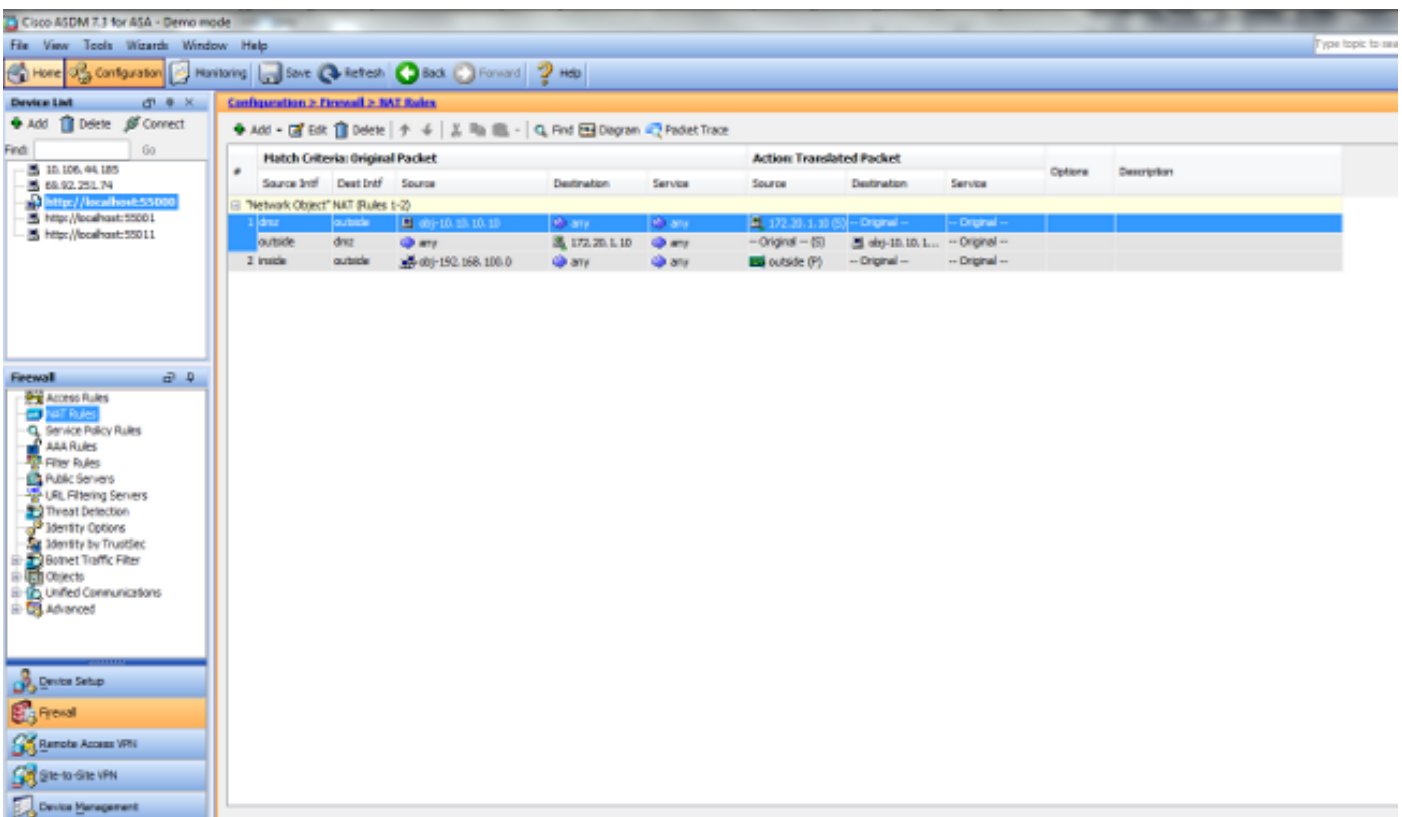 Cisco ASDM 7.3 for ASA - Demo mode
File View Tools Wizards Window Help
Type topic to sea
Home Configuration Monitoring Save Refresh Back Forward Help
Device List
Add Delete Connect
Find: Go
10.106.44.185
69.92.251.74
http://localhost:55000
http://localhost:55001
http://localhost:55011
Configuration > Firewall > NAT Rules
Add Edit Delete Find Diagram Packet Trace
# Match Criteria: Original Packet Action: Translated Packet Options Description
Source Intf Dest Intf Source Destination Service Source Destination Service
"Network Object" NAT (Rules 1-2)
1 dmz outside obj-10.10.10.10 any any 172.20.1.10 (S) -- Original -- -- Original --
outside dmz any 172.20.1.10 any -- Original -- (S) obj-10.10.1... -- Original --
2 inside outside obj-192.168.100.0 any any outside (P) -- Original -- -- Original --
Firewall
Access Rules
NAT Rules
Service Policy Rules
AAA Rules
Filter Rules
Public Servers
URL Filtering Servers
Threat Detection
Identity Options
Identity by TrustSec
Botnet Traffic Filter
Objects
Unified Communications
Advanced
Device Setup
Firewall
Remote Access VPN
Site-to-Site VPN
Device Management